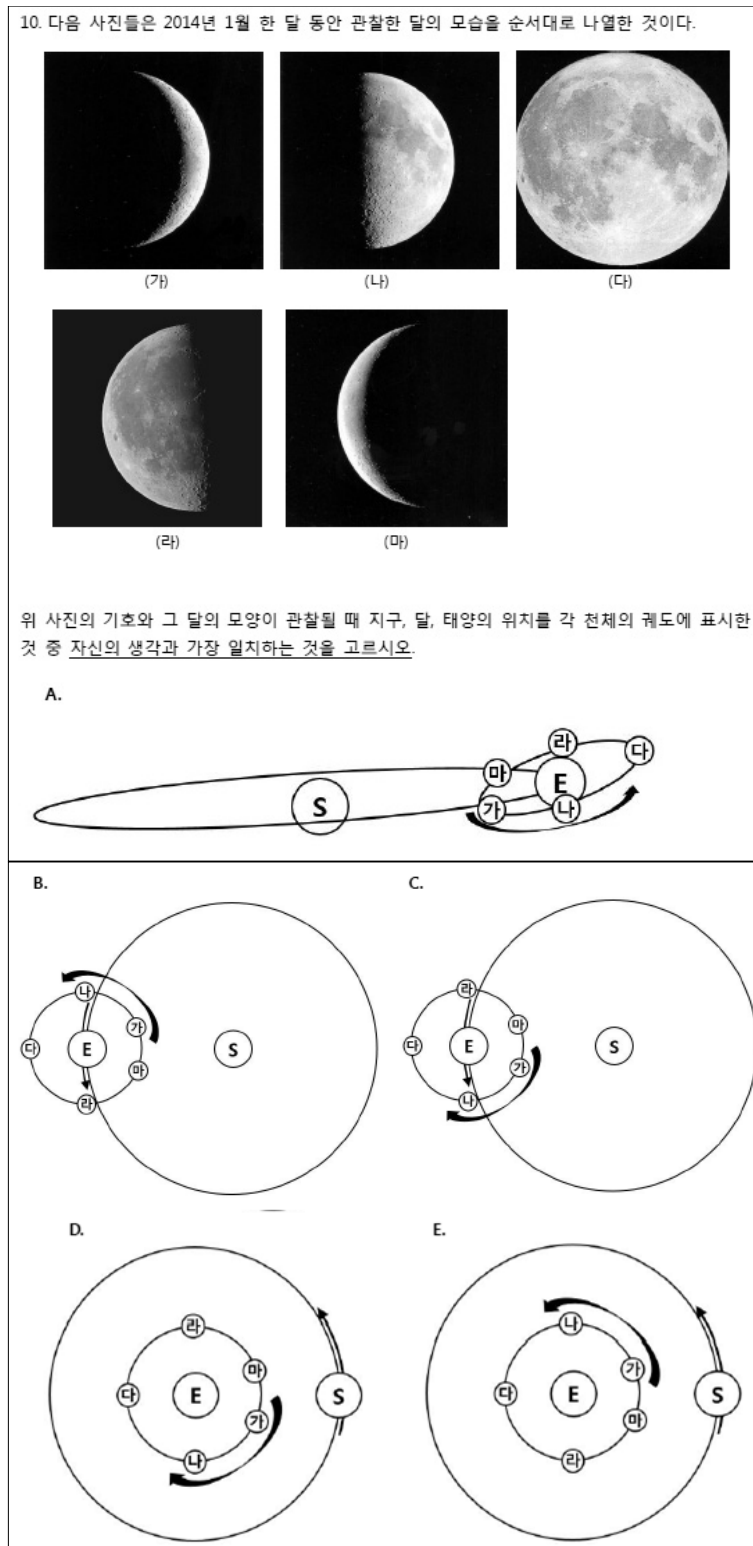 10. 다음 사진들은 2014년 1월 한 달 동안 관찰한 달의 모습을 순서대로 나열한 것이다.
(가) (나) (다)
(라) (마)
위 사진의 기호와 그 달의 모양이 관찰될 때 지구, 달, 태양의 위치를 각 천체의 궤도에 표시한
것 중 자신의 생각과 가장 일치하는 것을 고르시오.
A.
라
다
마
E
S
가
나
B. C.
나
가
다
E
S
마
라
라
마
다
E
S
가
나
D. E.
라
마
다
E
S
가
나
나
가
다
E
S
마
라